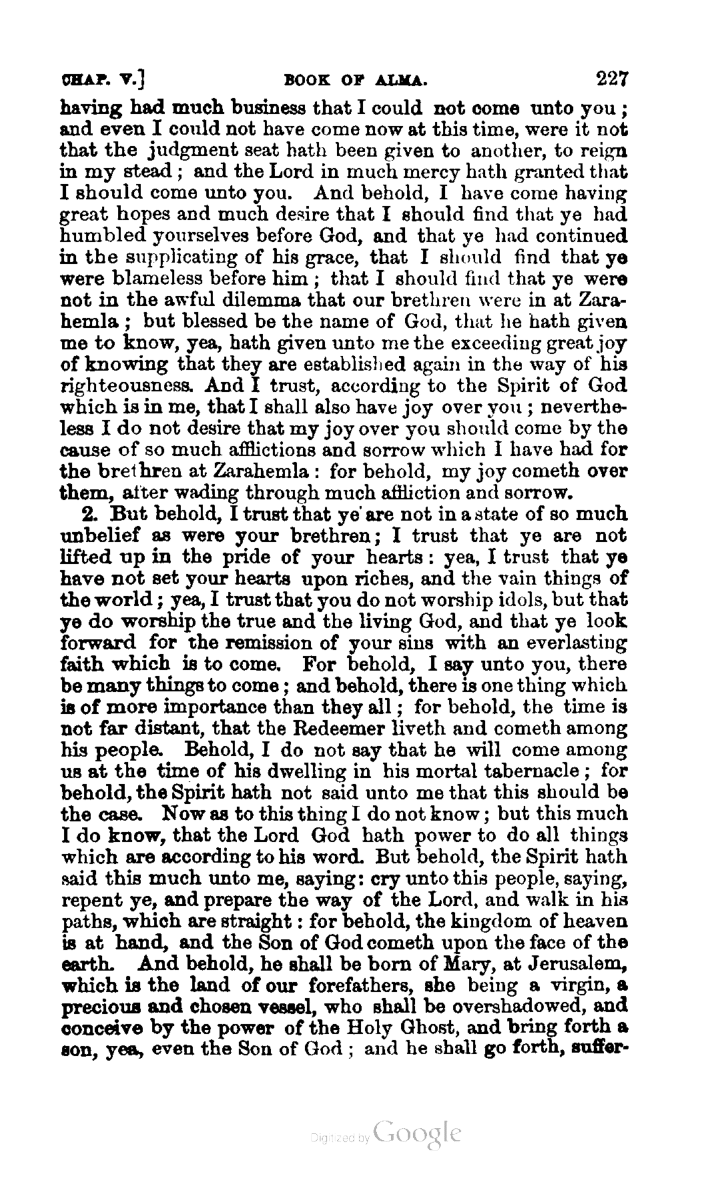 CHAP. V.] BOOK OF ALMA. 227
having had much business that I could not come unto you;
and even I could not have come now at this time, were it not
that the judgment seat hath been given to another, to reign
in my stead; and the Lord in much mercy hath granted that
I should come unto you. And behold, I have come having
great hopes and much desire that I should find that ye had
humbled yourselves before God, and that ye had continued
in the supplicating of his grace, that I should find that ye
were blameless before him; that I should find that ye were
not in the awful dilemma that our brethren were in at Zara-
hemla; but blessed be the name of God, that he hath given
me to know, yea, hath given unto me the exceeding great joy
of knowing that they are established again in the way of his
righteousness. And I trust, according to the Spirit of God
which is in me, that I shall also have joy over you; neverthe-
less I do not desire that my joy over you should come by the
cause of so much afflictions and sorrow which I have had for
the brethren at Zarahemla: for behold, my joy cometh over
them, after wading through much affliction and sorrow.
2. But behold, I trust that ye are not in a state of so much
unbelief as were your brethren; I trust that ye are not
lifted up in the pride of your hearts: yea, I trust that ye
have not set your hearts upon riches, and the vain things of
the world; yea, I trust that you do not worship idols, but that
ye do worship the true and the living God, and that ye look
forward for the remission of your sins with an everlasting
faith which is to come. For behold, I say unto you, there
be many things to come; and behold, there is one thing which
is of more importance than they all; for behold, the time is
not far distant, that the Redeemer liveth and cometh among
his people. Behold, I do not say that he will come among
us at the time of his dwelling in his mortal tabernacle; for
behold, the Spirit hath not said unto me that this should be
the case. Now as to this thing I do not know; but this much
I do know, that the Lord God hath power to do all things
which are according to his word. But behold, the Spirit hath
said this much unto me, saying: cry unto this people, saying,
repent ye, and prepare the way of the Lord, and walk in his
paths, which are straight: for behold, the kingdom of heaven
is at hand, and the Son of God cometh upon the face of the
earth. And behold, he shall be born of Mary, at Jerusalem,
which is the land of our forefathers, she being a virgin, a
precious and chosen vessel, who shall be overshadowed, and
conceive by the power of the Holy Ghost, and bring forth a
son, yea, even the Son of God; and he shall go forth, suffer-
Digitized by Google